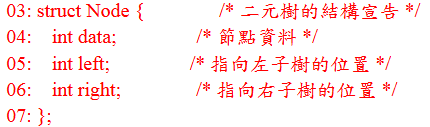 03: struct Node { /* 二元樹的結構宣告 */
04: int data; /* 節點資料 */
05: int left; /* 指向左子樹的位置 */
06: int right; /* 指向右子樹的位置 */
07: };